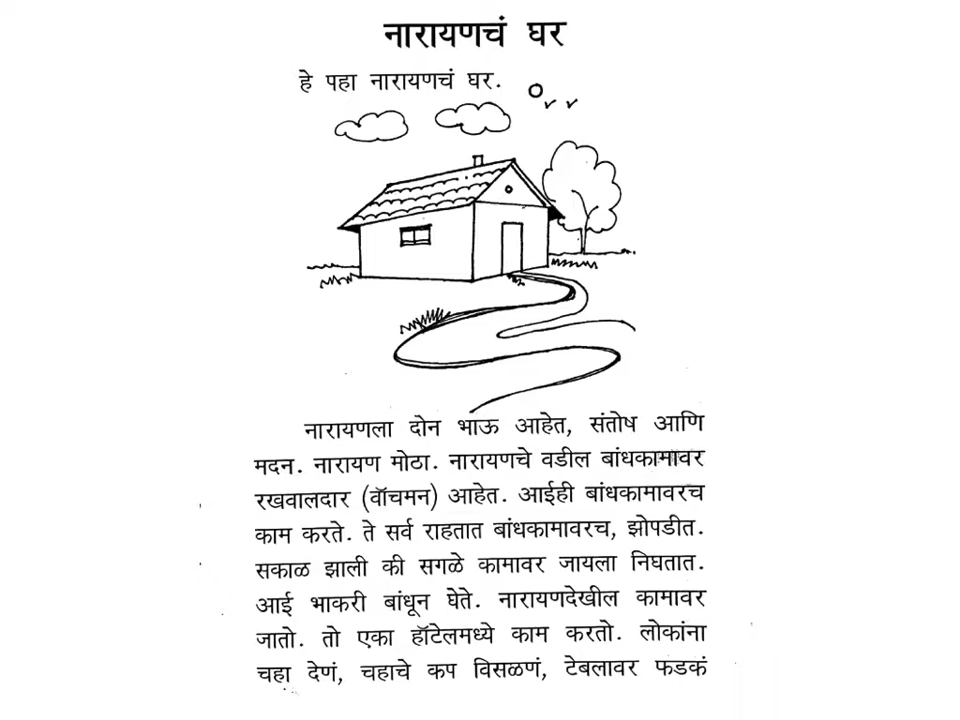 नारायणचं घर
हे पहा नारायणचं घर.
नारायणला दोन भाऊ आहेत, संतोष आणि
मदन. नारायण मोठा. नारायणचे वडील बांधकामावर
रखवालदार (वॉचमन) आहेत. आईही बांधकामावरच
काम करते. ते सर्व राहतात बांधकामावरच, झोपडीत.
सकाळ झाली की सगळे कामावर जायला निघतात.
आई भाकरी बांधून घेते. नारायणदेखील कामावर
जातो. तो एका हॉटेलमध्ये काम करतो. लोकांना
चहा देणं, चहाचे कप विसळणं, टेबलावर फडकं